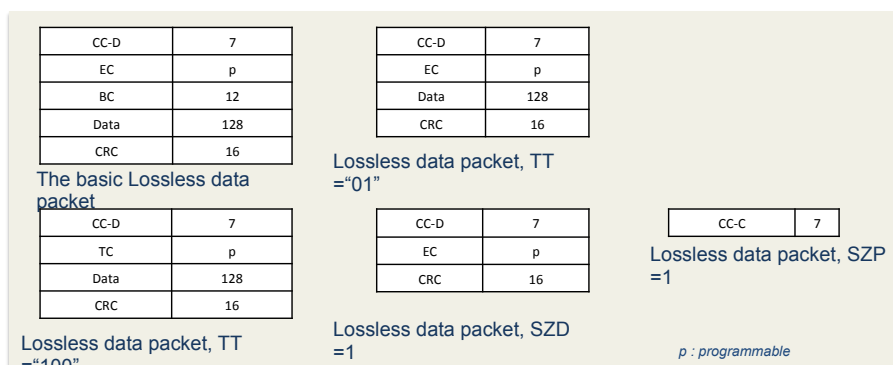 CC-D 7
EC p
BC 12
Data 128
CRC 16
The basic Lossless data
packet
CC-D 7
EC p
Data 128
CRC 16
Lossless data packet, TT
=“01”
CC-D 7
TC p
Data 128
CRC 16
Lossless data packet, TT
=“100”
CC-D 7
EC p
CRC 16
Lossless data packet, SZD
=1
CC-C 7
Lossless data packet, SZP
=1
p : programmable